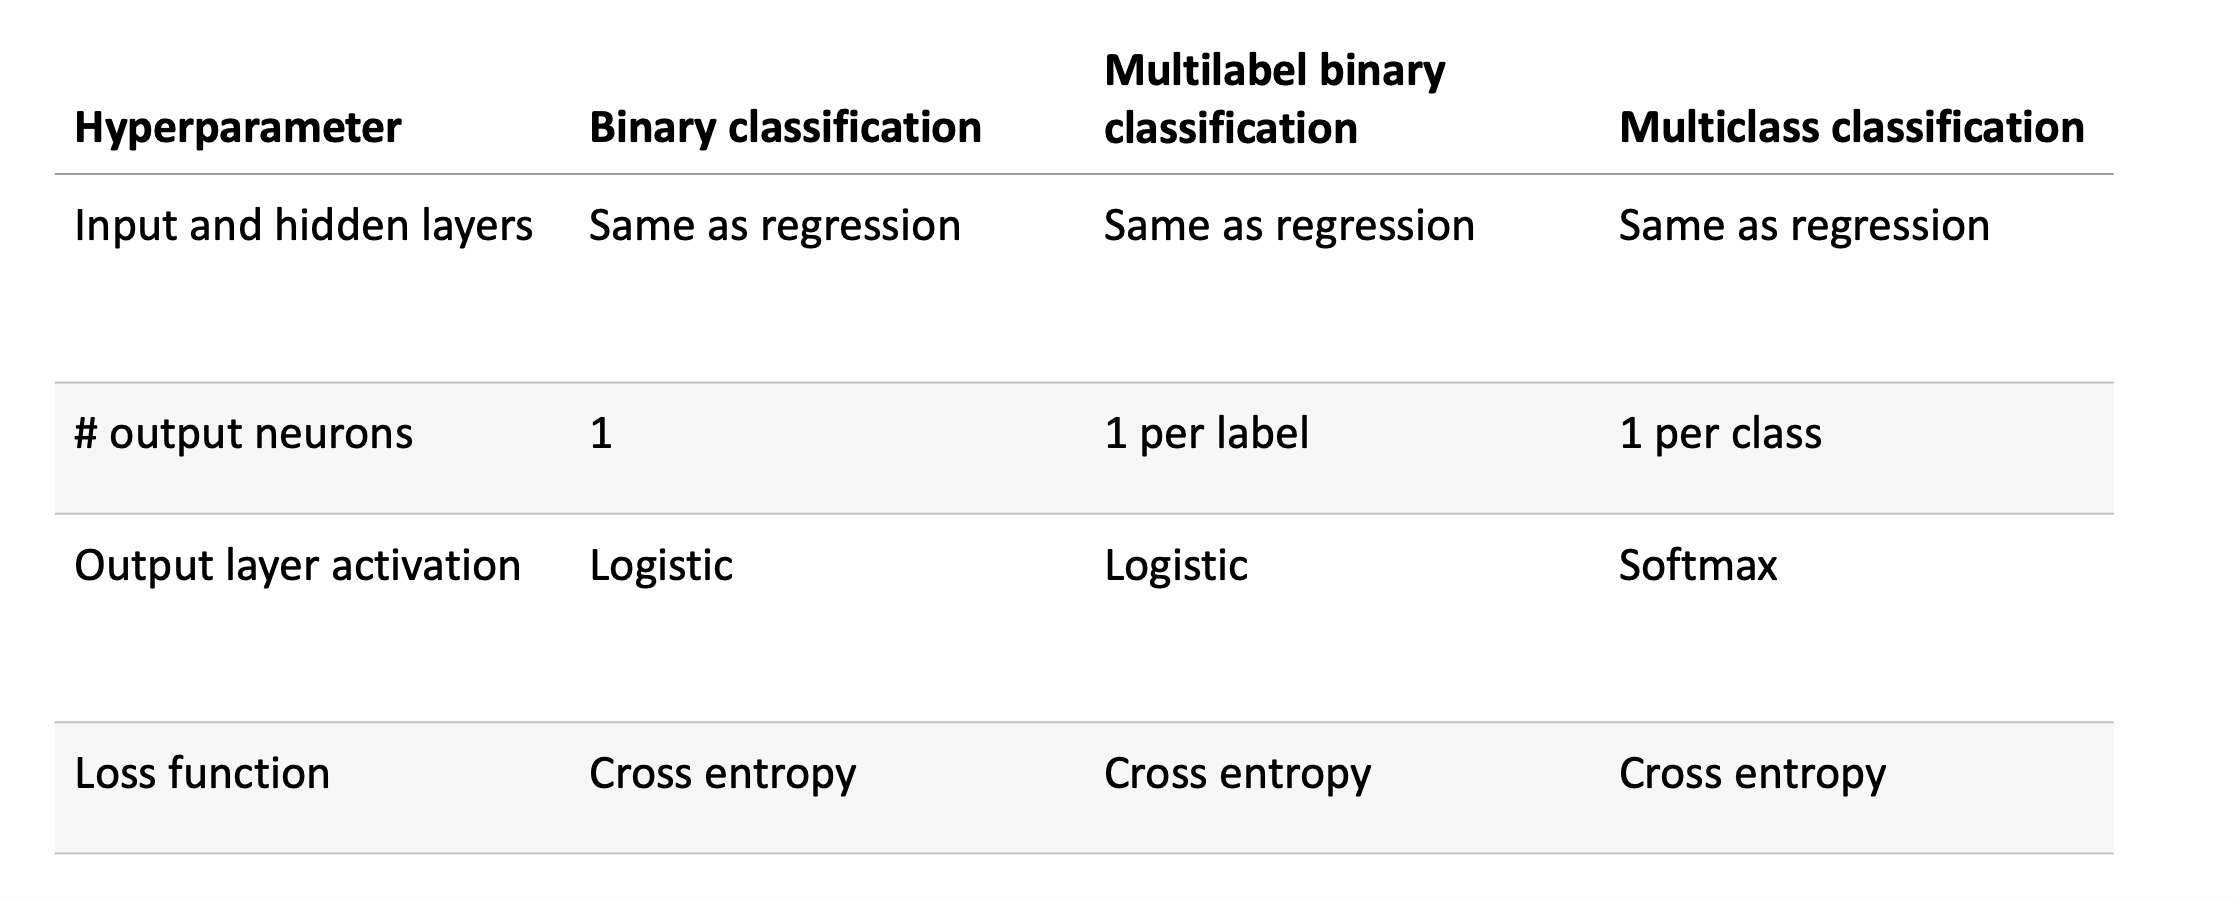 Hyperparameter Binary classification Multilabel binary classification Multiclass classification
Input and hidden layers Same as regression Same as regression Same as regression
# output neurons 1 1 per label 1 per class
Output layer activation Logistic Logistic Softmax
Loss function Cross entropy Cross entropy Cross entropy